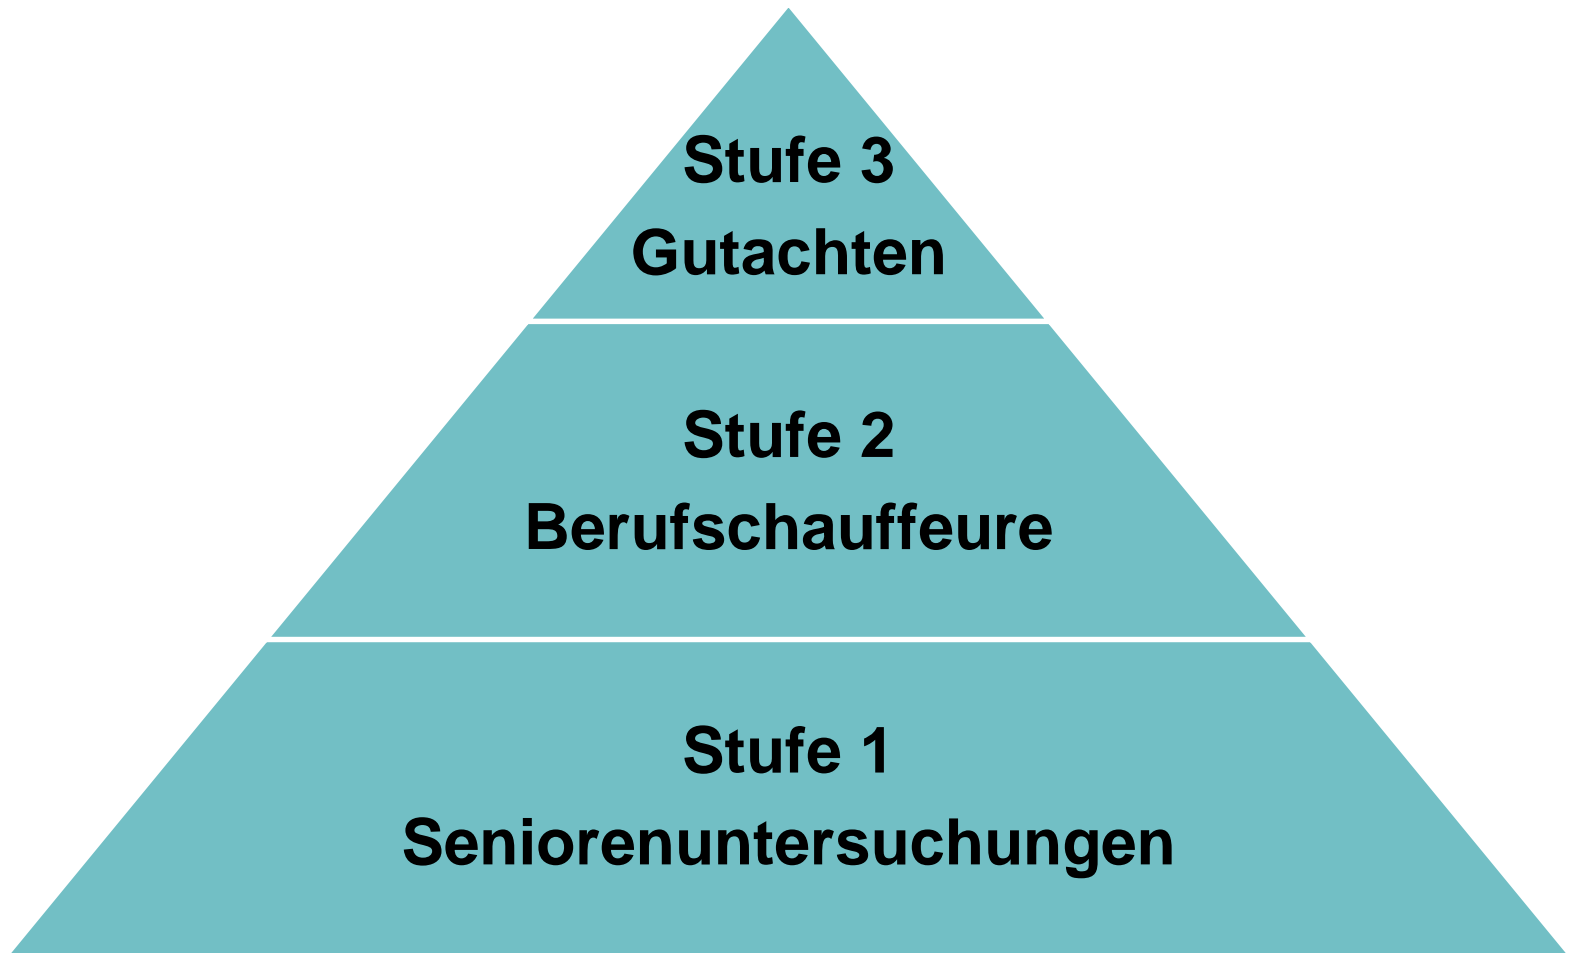 Stufe 3
Gutachten
Stufe 2
Berufschauffeure
Stufe 1
Seniorenuntersuchungen